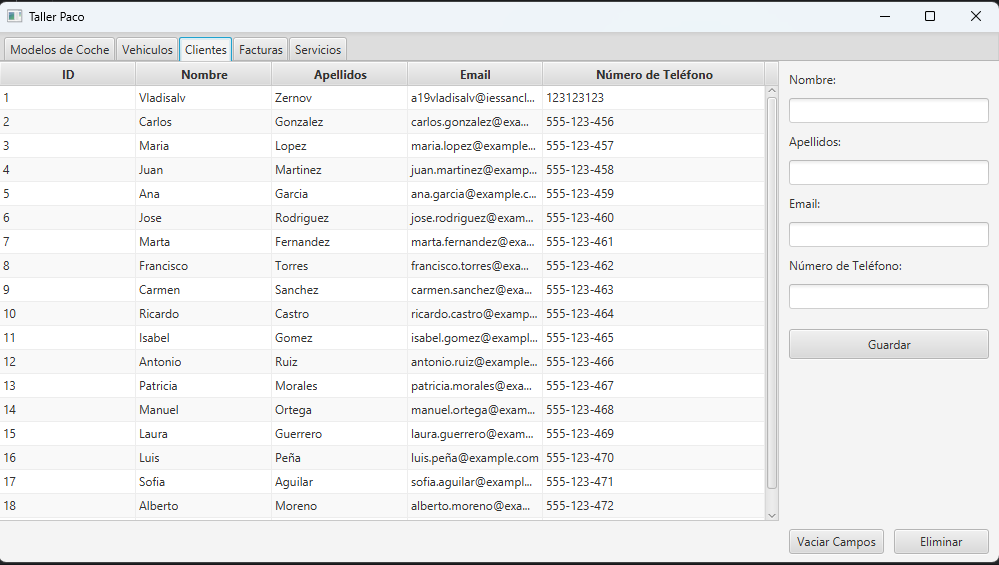 Taller Paco
Modelos de Coche Vehiculos Clientes Facturas Servicios
ID Nombre Apellidos Email Número de Teléfono
1 Vladisalv Zernov a19vladisalv@iessancl... 123123123
2 Carlos Gonzalez carlos.gonzalez@exa... 555-123-456
3 Maria Lopez maria.lopez@example... 555-123-457
4 Juan Martinez juan.martinez@examp... 555-123-458
5 Ana Garcia ana.garcia@example.c... 555-123-459
6 Jose Rodriguez jose.rodriguez@exam... 555-123-460
7 Marta Fernandez marta.fernandez@exa... 555-123-461
8 Francisco Torres francisco.torres@exa... 555-123-462
9 Carmen Sanchez carmen.sanchez@exa... 555-123-463
10 Ricardo Castro ricardo.castro@examp... 555-123-464
11 Isabel Gomez isabel.gomez@exampl... 555-123-465
12 Antonio Ruiz antonio.ruiz@example... 555-123-466
13 Patricia Morales patricia.morales@exa... 555-123-467
14 Manuel Ortega manuel.ortega@exam... 555-123-468
15 Laura Guerrero laura.guerrero@exam... 555-123-469
16 Luis Peña luis.peña@example.com 555-123-470
17 Sofia Aguilar sofia.aguilar@exampl... 555-123-471
18 Alberto Moreno alberto.moreno@exa... 555-123-472
Nombre:
Apellidos:
Email:
Número de Teléfono:
Guardar
Vaciar Campos Eliminar